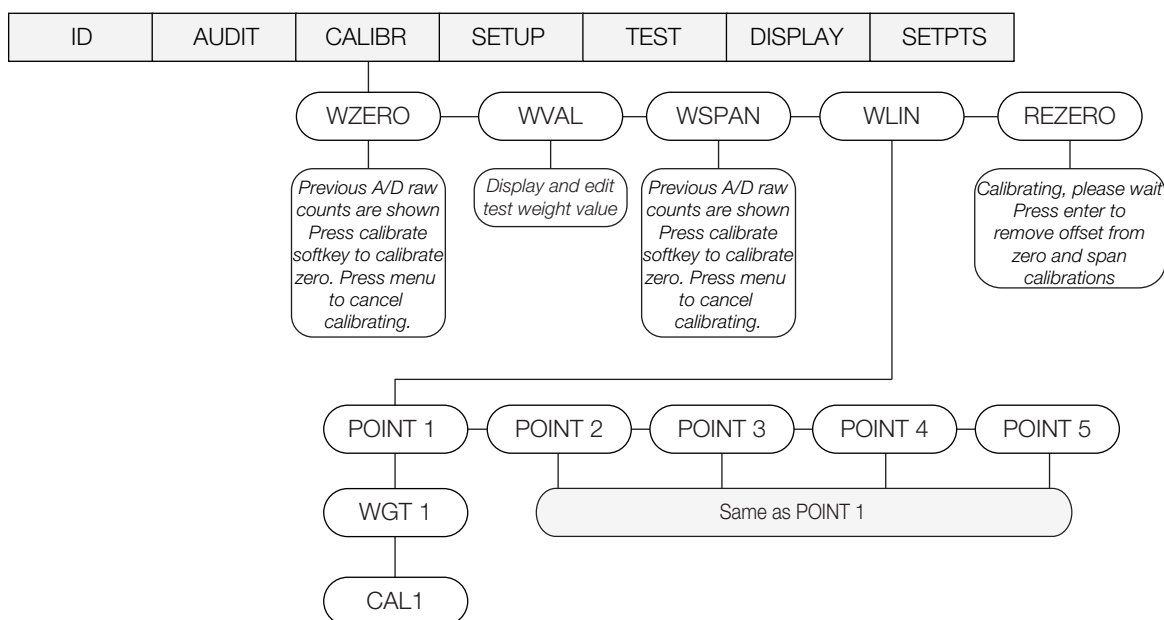 ID AUDIT CALIBR SETUP TEST DISPLAY SETPTS
WZERO WVAL WSPAN WLIN REZERO
Previous A/D raw
counts are shown
Press calibrate
softkey to calibrate
zero. Press menu
to cancel
calibrating.
Display and edit
test weight value
Previous A/D raw
counts are shown
Press calibrate
softkey to calibrate
zero. Press menu
to cancel
calibrating.
Calibrating, please wait
Press enter to
remove offset from
zero and span
calibrations
POINT 1 POINT 2 POINT 3 POINT 4 POINT 5
WGT 1
Same as POINT 1
CAL1